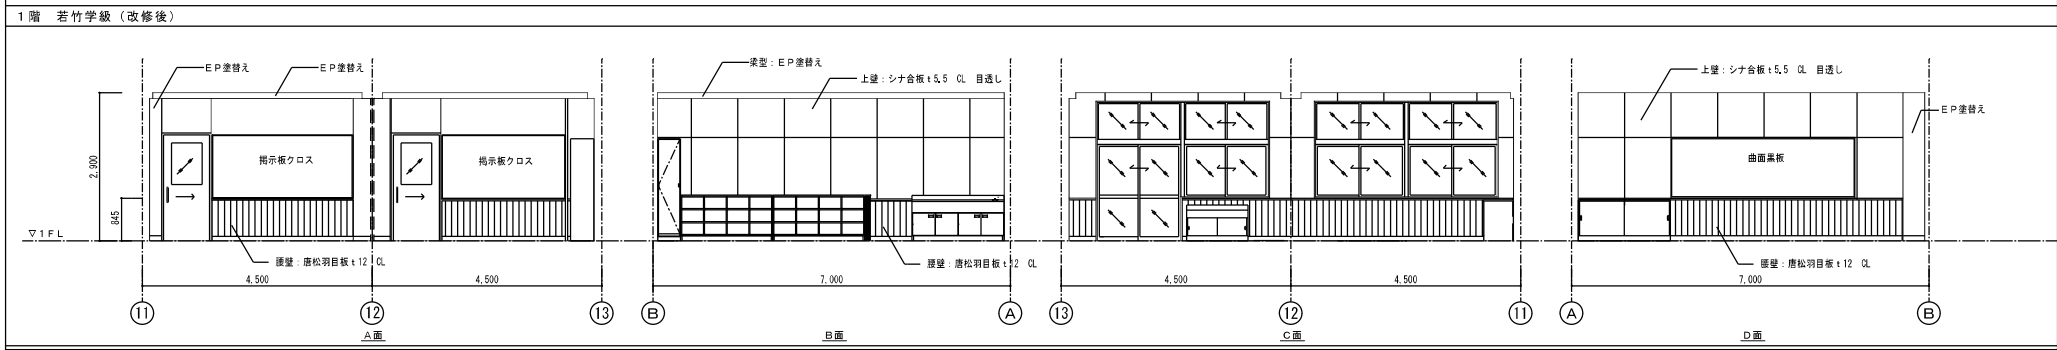 1階 若竹学級（改修後）
EP塗替え
EP塗替え
掲示板クロス
掲示板クロス
2,900
845
▽1FL
腰壁：唐松羽目板t12 CL
4,500
4,500
11
12
13
A面
梁型：EP塗替え
上壁：シナ合板t5.5 CL 目透し
腰壁：唐松羽目板t12 CL
7,000
B
A
B面
4,500
4,500
13
12
11
C面
上壁：シナ合板t5.5 CL 目透し
EP塗替え
曲面黒板
腰壁：唐松羽目板t12 CL
7,000
A
B
D面